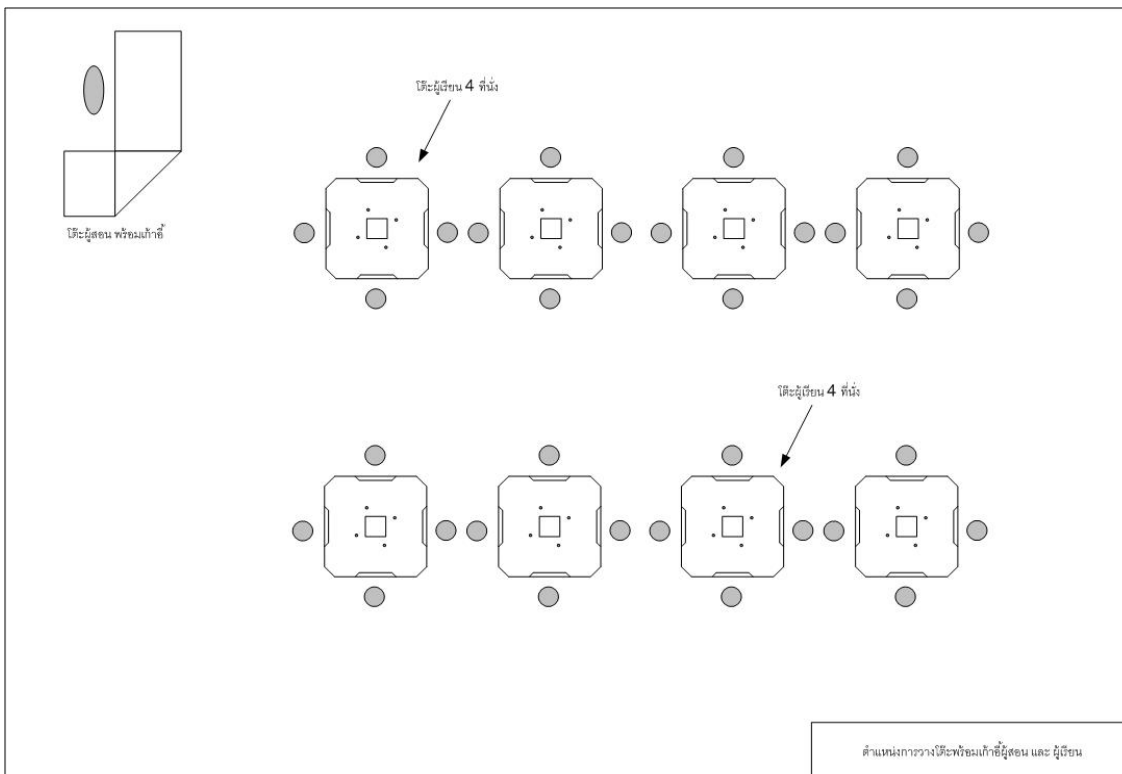 โต๊ะผู้เรียน 4 ที่นั่ง
โต๊ะผู้สอน พร้อมเก้าอี้
โต๊ะผู้เรียน 4 ที่นั่ง
ตำแหน่งการวางโต๊ะพร้อมเก้าอี้ผู้สอน และ ผู้เรียน